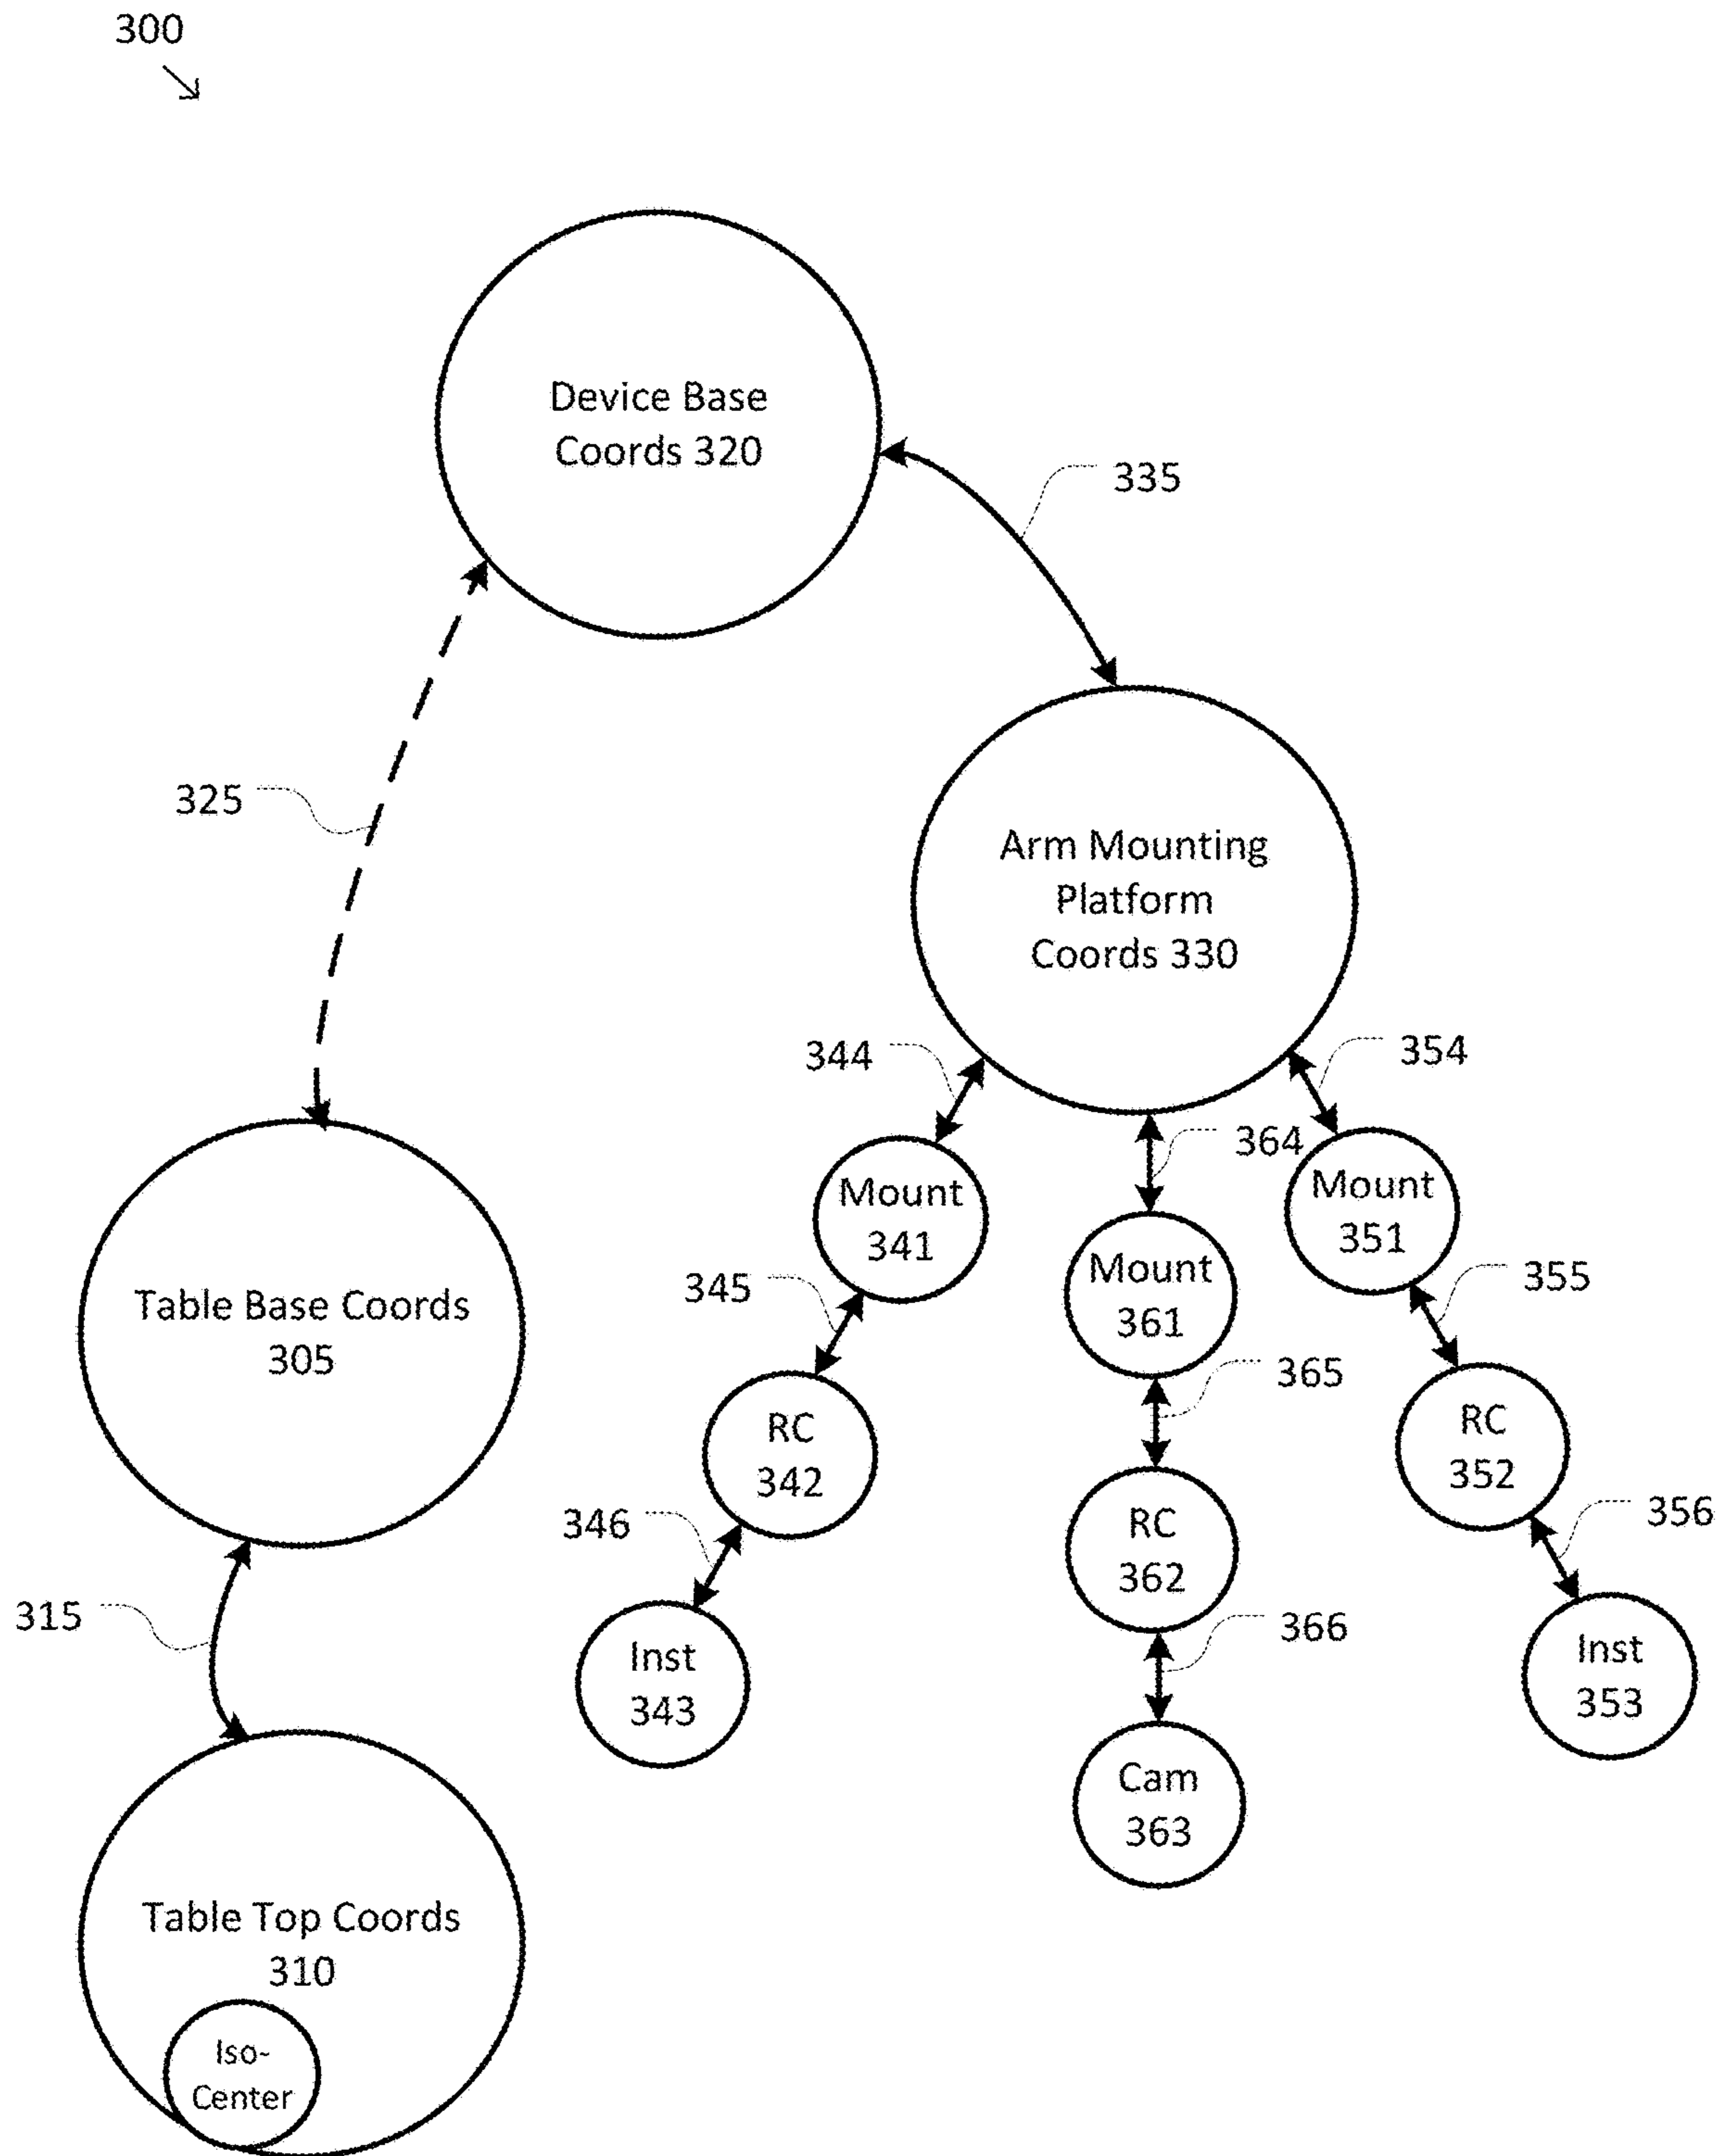 300
Device Base
Coords 320
335
325
Arm Mounting
Platform
Coords 330
344
354
364
Mount
341
Mount
351
Mount
361
345
355
Table Base Coords
305
365
RC
342
RC
352
346
356
RC
362
315
366
Inst
343
Inst
353
Cam
363
Table Top Coords
310
Iso-
Center